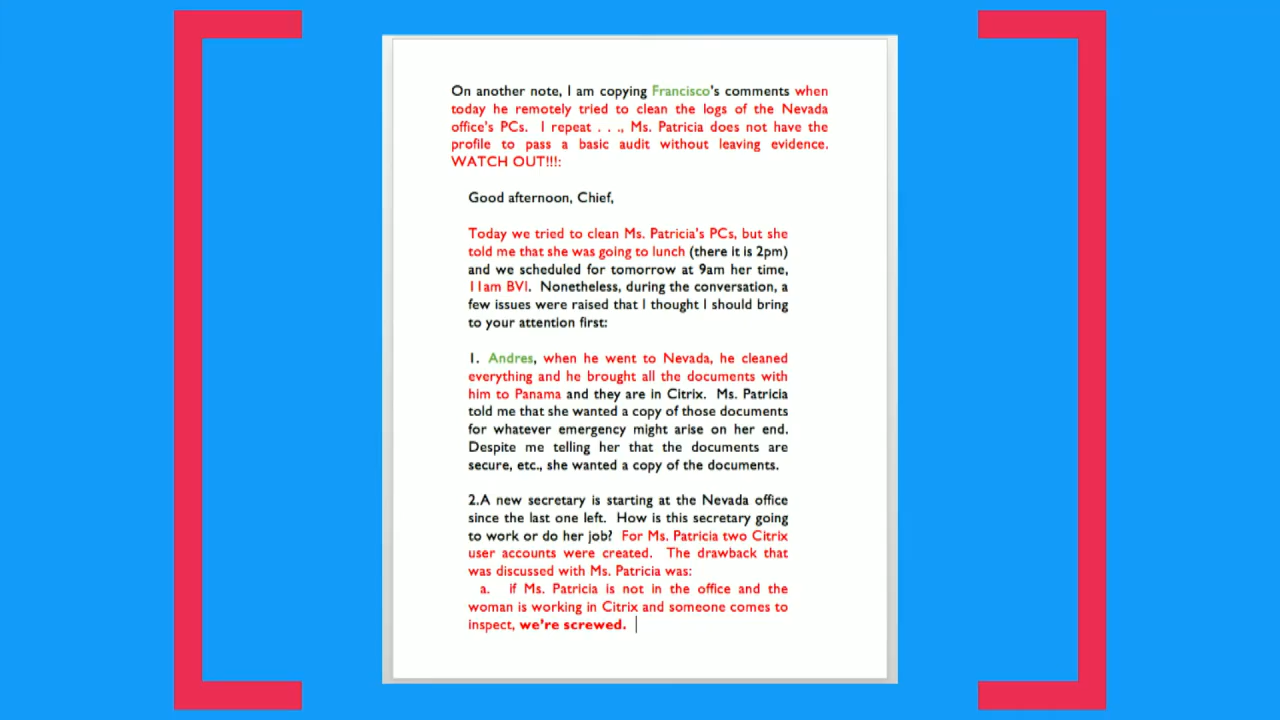 On another note, I am copying Francisco's comments when
today he remotely tried to clean the logs of the Nevada
office's PCs. I repeat . . ., Ms. Patricia does not have the
profile to pass a basic audit without leaving evidence.
WATCH OUT!!!:
Good afternoon, Chief,
Today we tried to clean Ms. Patricia's PCs, but she
told me that she was going to lunch (there it is 2pm)
and we scheduled for tomorrow at 9am her time,
11am BVI. Nonetheless, during the conversation, a
few issues were raised that I thought I should bring
to your attention first:
1. Andres, when he went to Nevada, he cleaned
everything and he brought all the documents with
him to Panama and they are in Citrix. Ms. Patricia
told me that she wanted a copy of those documents
for whatever emergency might arise on her end.
Despite me telling her that the documents are
secure, etc., she wanted a copy of the documents.
2.A new secretary is starting at the Nevada office
since the last one left. How is this secretary going
to work or do her job? For Ms. Patricia two Citrix
user accounts were created. The drawback that
was discussed with Ms. Patricia was:
a. if Ms. Patricia is not in the office and the
woman is working in Citrix and someone comes to
inspect, we're screwed.